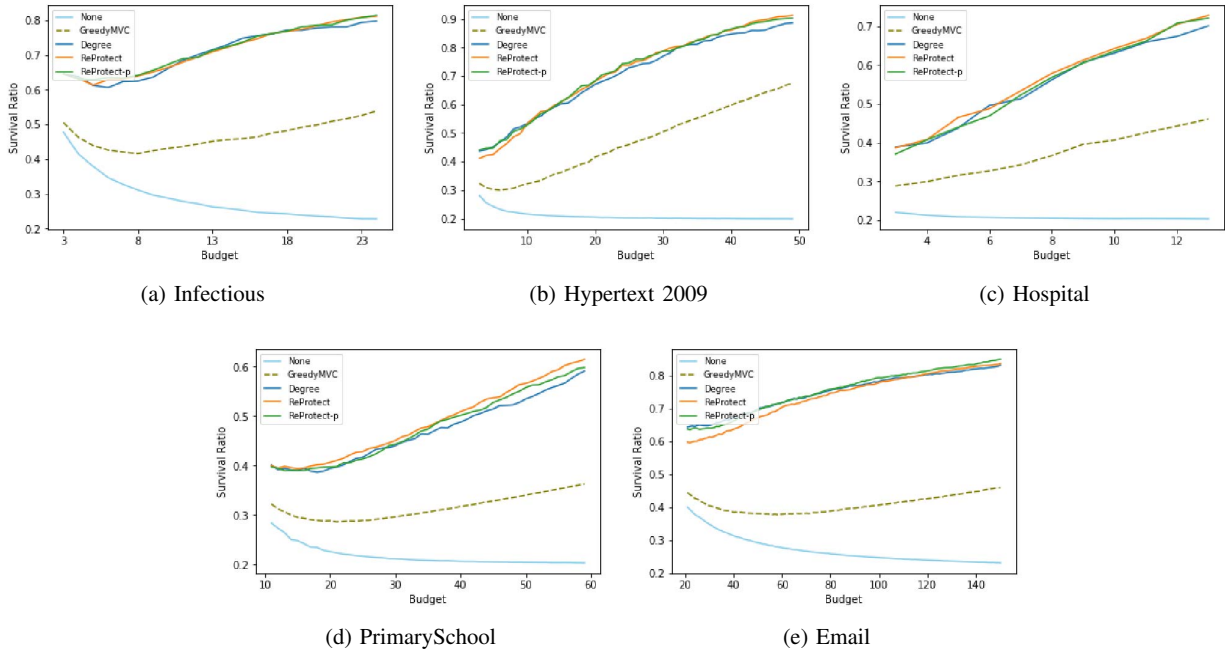 None
GreedyMVC
Degree
ReProtect
ReProtect-p
Survival Ratio
0.8
0.7
0.6
0.5
0.4
0.3
0.2
3 8 13 18 23
Budget
(a) Infectious
None
GreedyMVC
Degree
ReProtect
ReProtect-p
Survival Ratio
0.9
0.8
0.7
0.6
0.5
0.4
0.3
0.2
10 20 30 40 50
Budget
(b) Hypertext 2009
None
GreedyMVC
Degree
ReProtect
ReProtect-p
Survival Ratio
0.7
0.6
0.5
0.4
0.3
0.2
4 6 8 10 12
Budget
(c) Hospital
None
GreedyMVC
Degree
ReProtect
ReProtect-p
Survival Ratio
0.6
0.5
0.4
0.3
0.2
10 20 30 40 50 60
Budget
(d) PrimarySchool
None
GreedyMVC
Degree
ReProtect
ReProtect-p
Survival Ratio
0.8
0.7
0.6
0.5
0.4
0.3
0.2
20 40 60 80 100 120 140
Budget
(e) Email